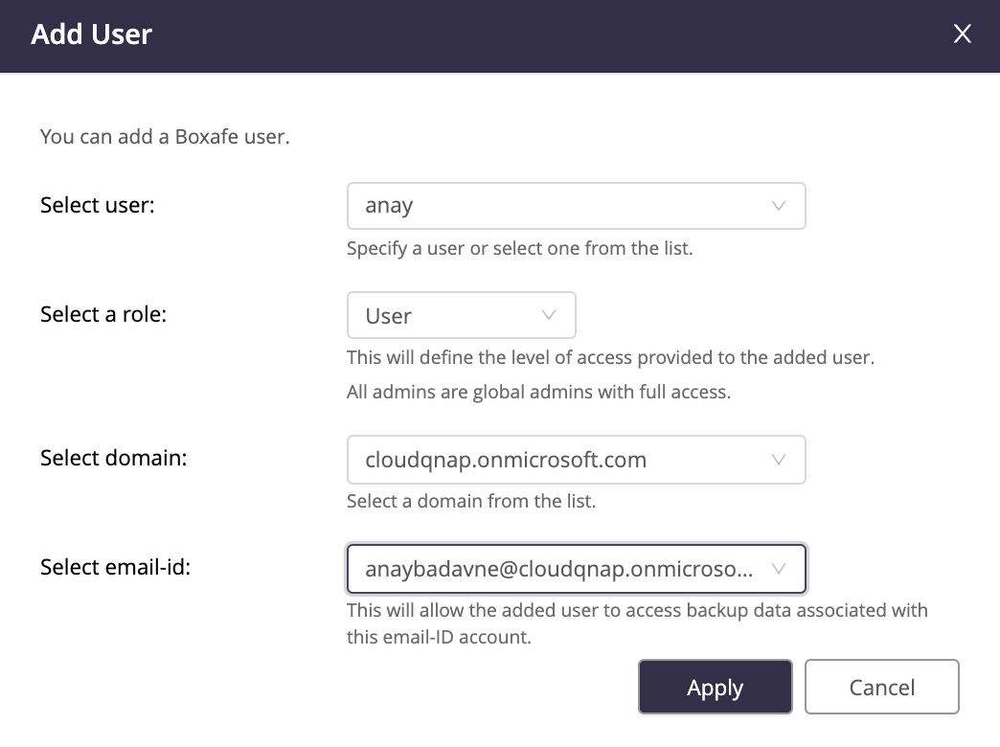 Add User
You can add a Boxafe user.
Select user:
anay
Specify a user or select one from the list.
Select a role:
User
This will define the level of access provided to the added user.
All admins are global admins with full access.
Select domain:
cloudqnap.onmicrosoft.com
Select a domain from the list.
Select email-id:
anaybadavne@cloudqnap.onmicroso...
This will allow the added user to access backup data associated with
this email-ID account.
Apply
Cancel